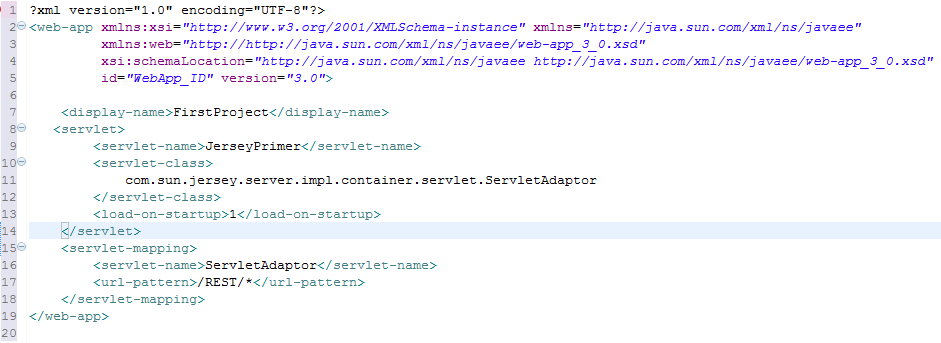 1 ?xml version="1.0" encoding="UTF-8"?>
2 <web-app xmlns:xsi="http://www.w3.org/2001/XMLSchema-instance" xmlns="http://java.sun.com/xml/ns/javaee"
3 xmlns:web="http://http://java.sun.com/xml/ns/javaee/web-app_3_0.xsd"
4 xsi:schemaLocation="http://java.sun.com/xml/ns/javaee http://java.sun.com/xml/ns/javaee/web-app_3_0.xsd"
5 id="WebApp_ID" version="3.0">
6
7 <display-name>FirstProject</display-name>
8 <servlet>
9 <servlet-name>JerseyPrimer</servlet-name>
10 <servlet-class>
11 com.sun.jersey.server.impl.container.servlet.ServletAdaptor
12 </servlet-class>
13 <load-on-startup>1</load-on-startup>
14 </servlet>
15 <servlet-mapping>
16 <servlet-name>ServletAdaptor</servlet-name>
17 <url-pattern>/REST/*</url-pattern>
18 </servlet-mapping>
19 </web-app>
20